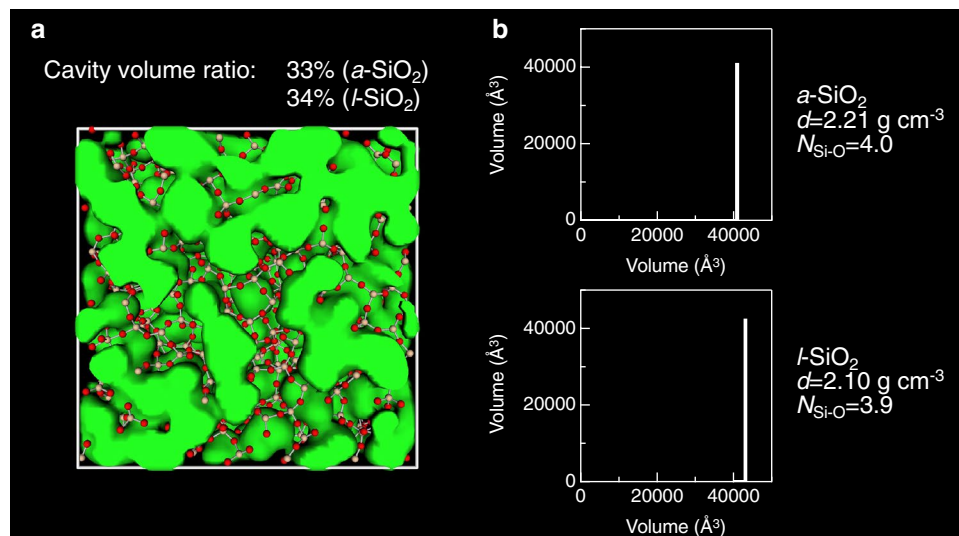 a
Cavity volume ratio: 33% (a-SiO₂)
34% (l-SiO₂)
b
40000
20000
0
Volume (Å³)
0 20000 40000
Volume (Å³)
a-SiO₂
d=2.21 g cm⁻³
N_Si-O=4.0
40000
20000
0
Volume (Å³)
0 20000 40000
Volume (Å³)
l-SiO₂
d=2.10 g cm⁻³
N_Si-O=3.9